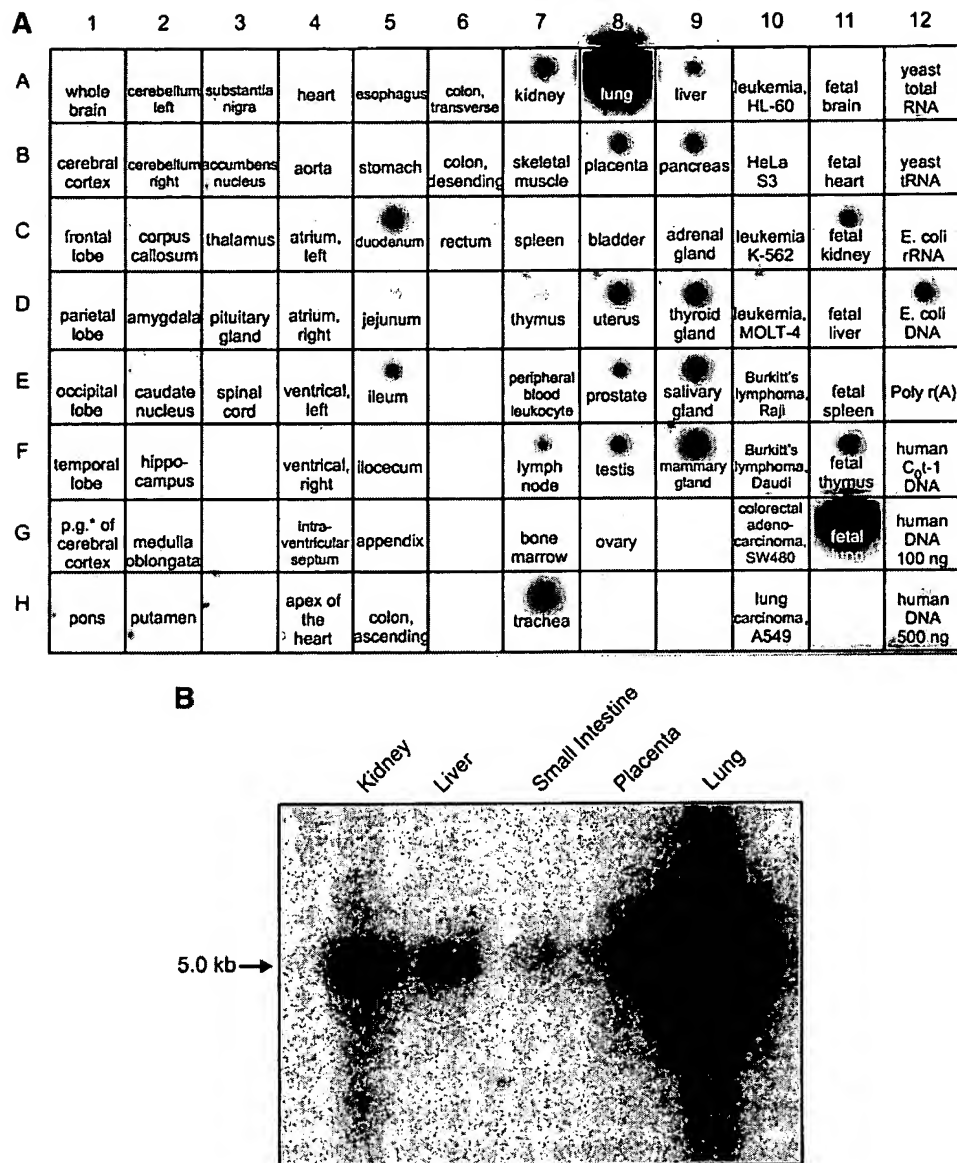 A
1 2 3 4 5 6 7 8 9 10 11 12
A
whole brain
cerebellum left
substantia nigra
heart
esophagus
colon, transverse
kidney
lung
liver
leukemia, HL-60
fetal brain
yeast total RNA
B
cerebral cortex
cerebellum right
accumbens nucleus
aorta
stomach
colon, desending
skeletal muscle
placenta
pancreas
HeLa S3
fetal heart
yeast tRNA
C
frontal lobe
corpus callosum
thalamus
atrium, left
duodenum
rectum
spleen
bladder
adrenal gland
leukemia K-562
fetal kidney
E. coli rRNA
D
parietal lobe
amygdala
pituitary gland
atrium, right
jejunum
thymus
uterus
thyroid gland
leukemia, MOLT-4
fetal liver
E. coli DNA
E
occipital lobe
caudate nucleus
spinal cord
ventrical, left
ileum
peripheral blood leukocyte
prostate
salivary gland
Burkitt's lymphoma, Raji
fetal spleen
Poly r(A)
F
temporal lobe
hippo-campus
ventrical, right
ilocecum
lymph node
testis
mammary gland
Burkitt's lymphoma, Daudi
fetal thymus
human C₀t-1 DNA
G
p.g.* of cerebral cortex
medulla oblongata
intra-ventricular septum
appendix
bone marrow
ovary
colorectal adeno-carcinoma, SW480
fetal lung
human DNA 100 ng
H
pons
putamen
apex of the heart
colon, ascending
trachea
lung carcinoma, A549
human DNA 500 ng
B
Kidney
Liver
Small Intestine
Placenta
Lung
5.0 kb→